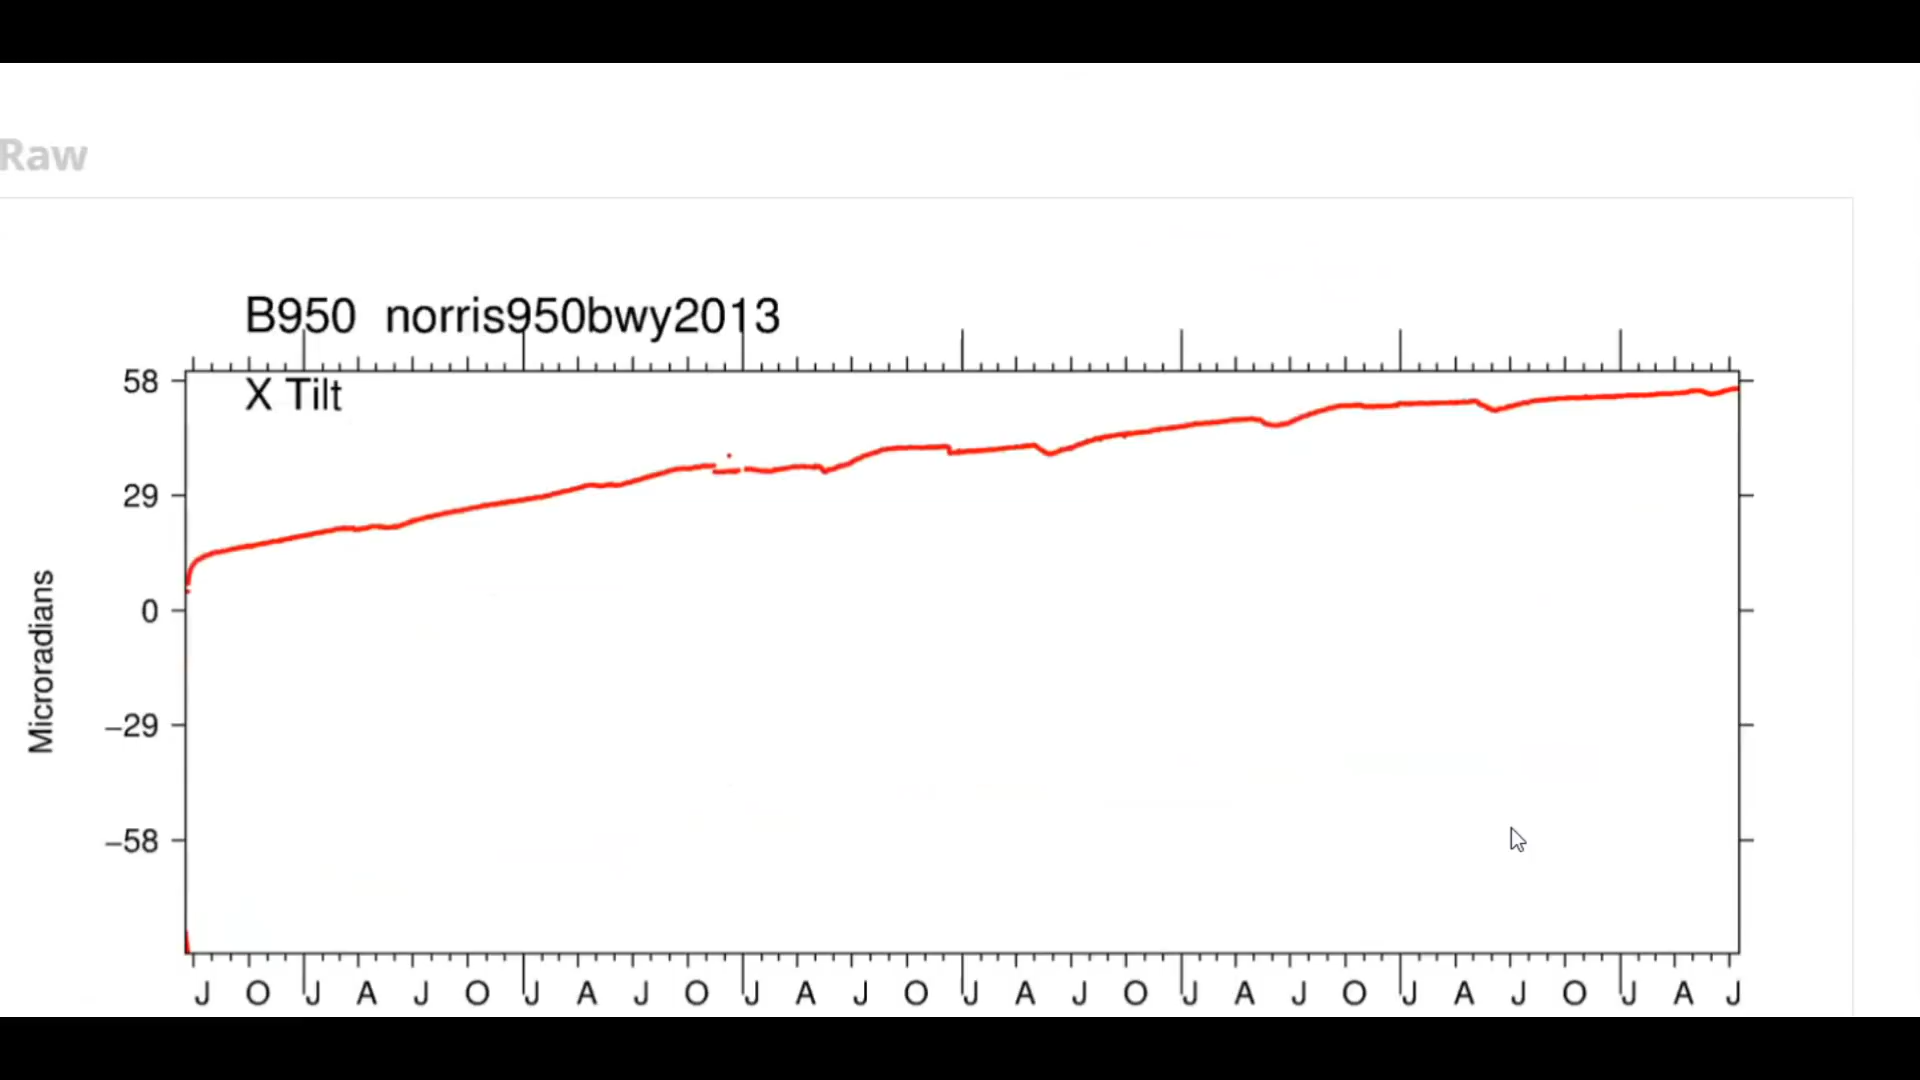 Raw
B950 norris950bwy2013
X Tilt
58
29
0
−29
−58
Microradians
J O J A J O J A J O J A J O J A J O J A J O J A J O J A J